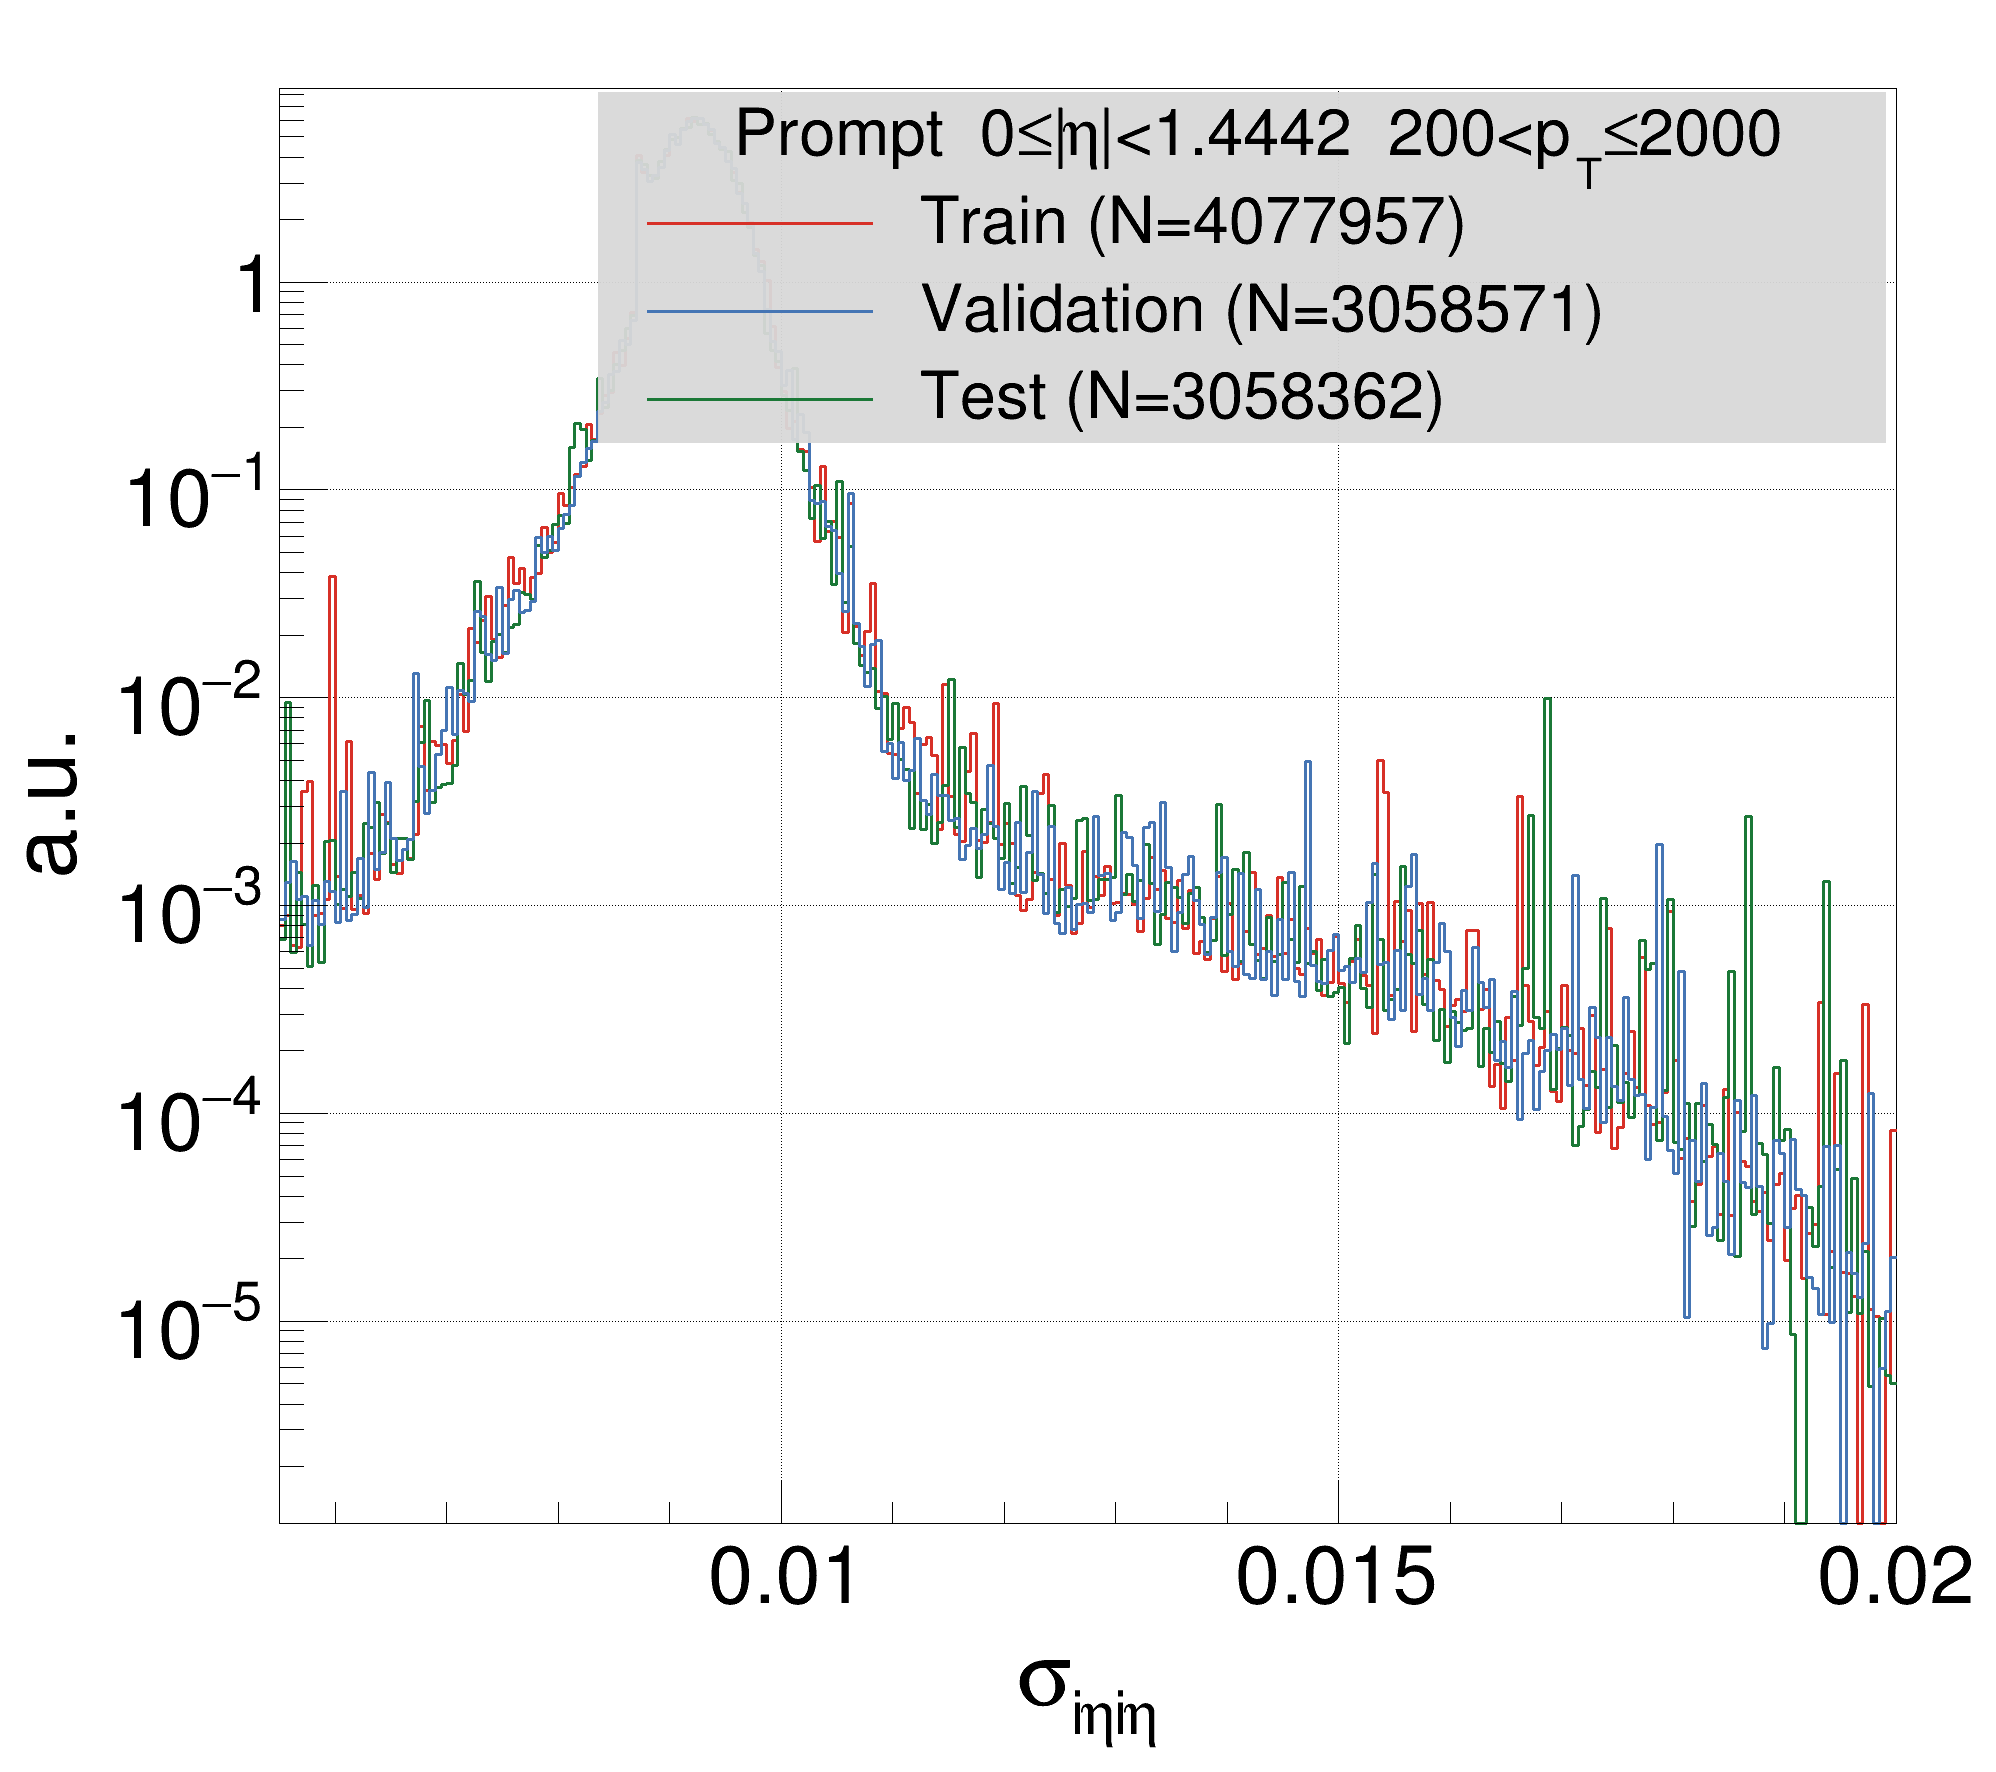 Prompt 0≤|η|<1.4442 200<p_T≤2000
Train (N=4077957)
Validation (N=3058571)
Test (N=3058362)
1
10⁻¹
10⁻²
10⁻³
10⁻⁴
10⁻⁵
a.u.
0.01 0.015 0.02
σ_iηiη